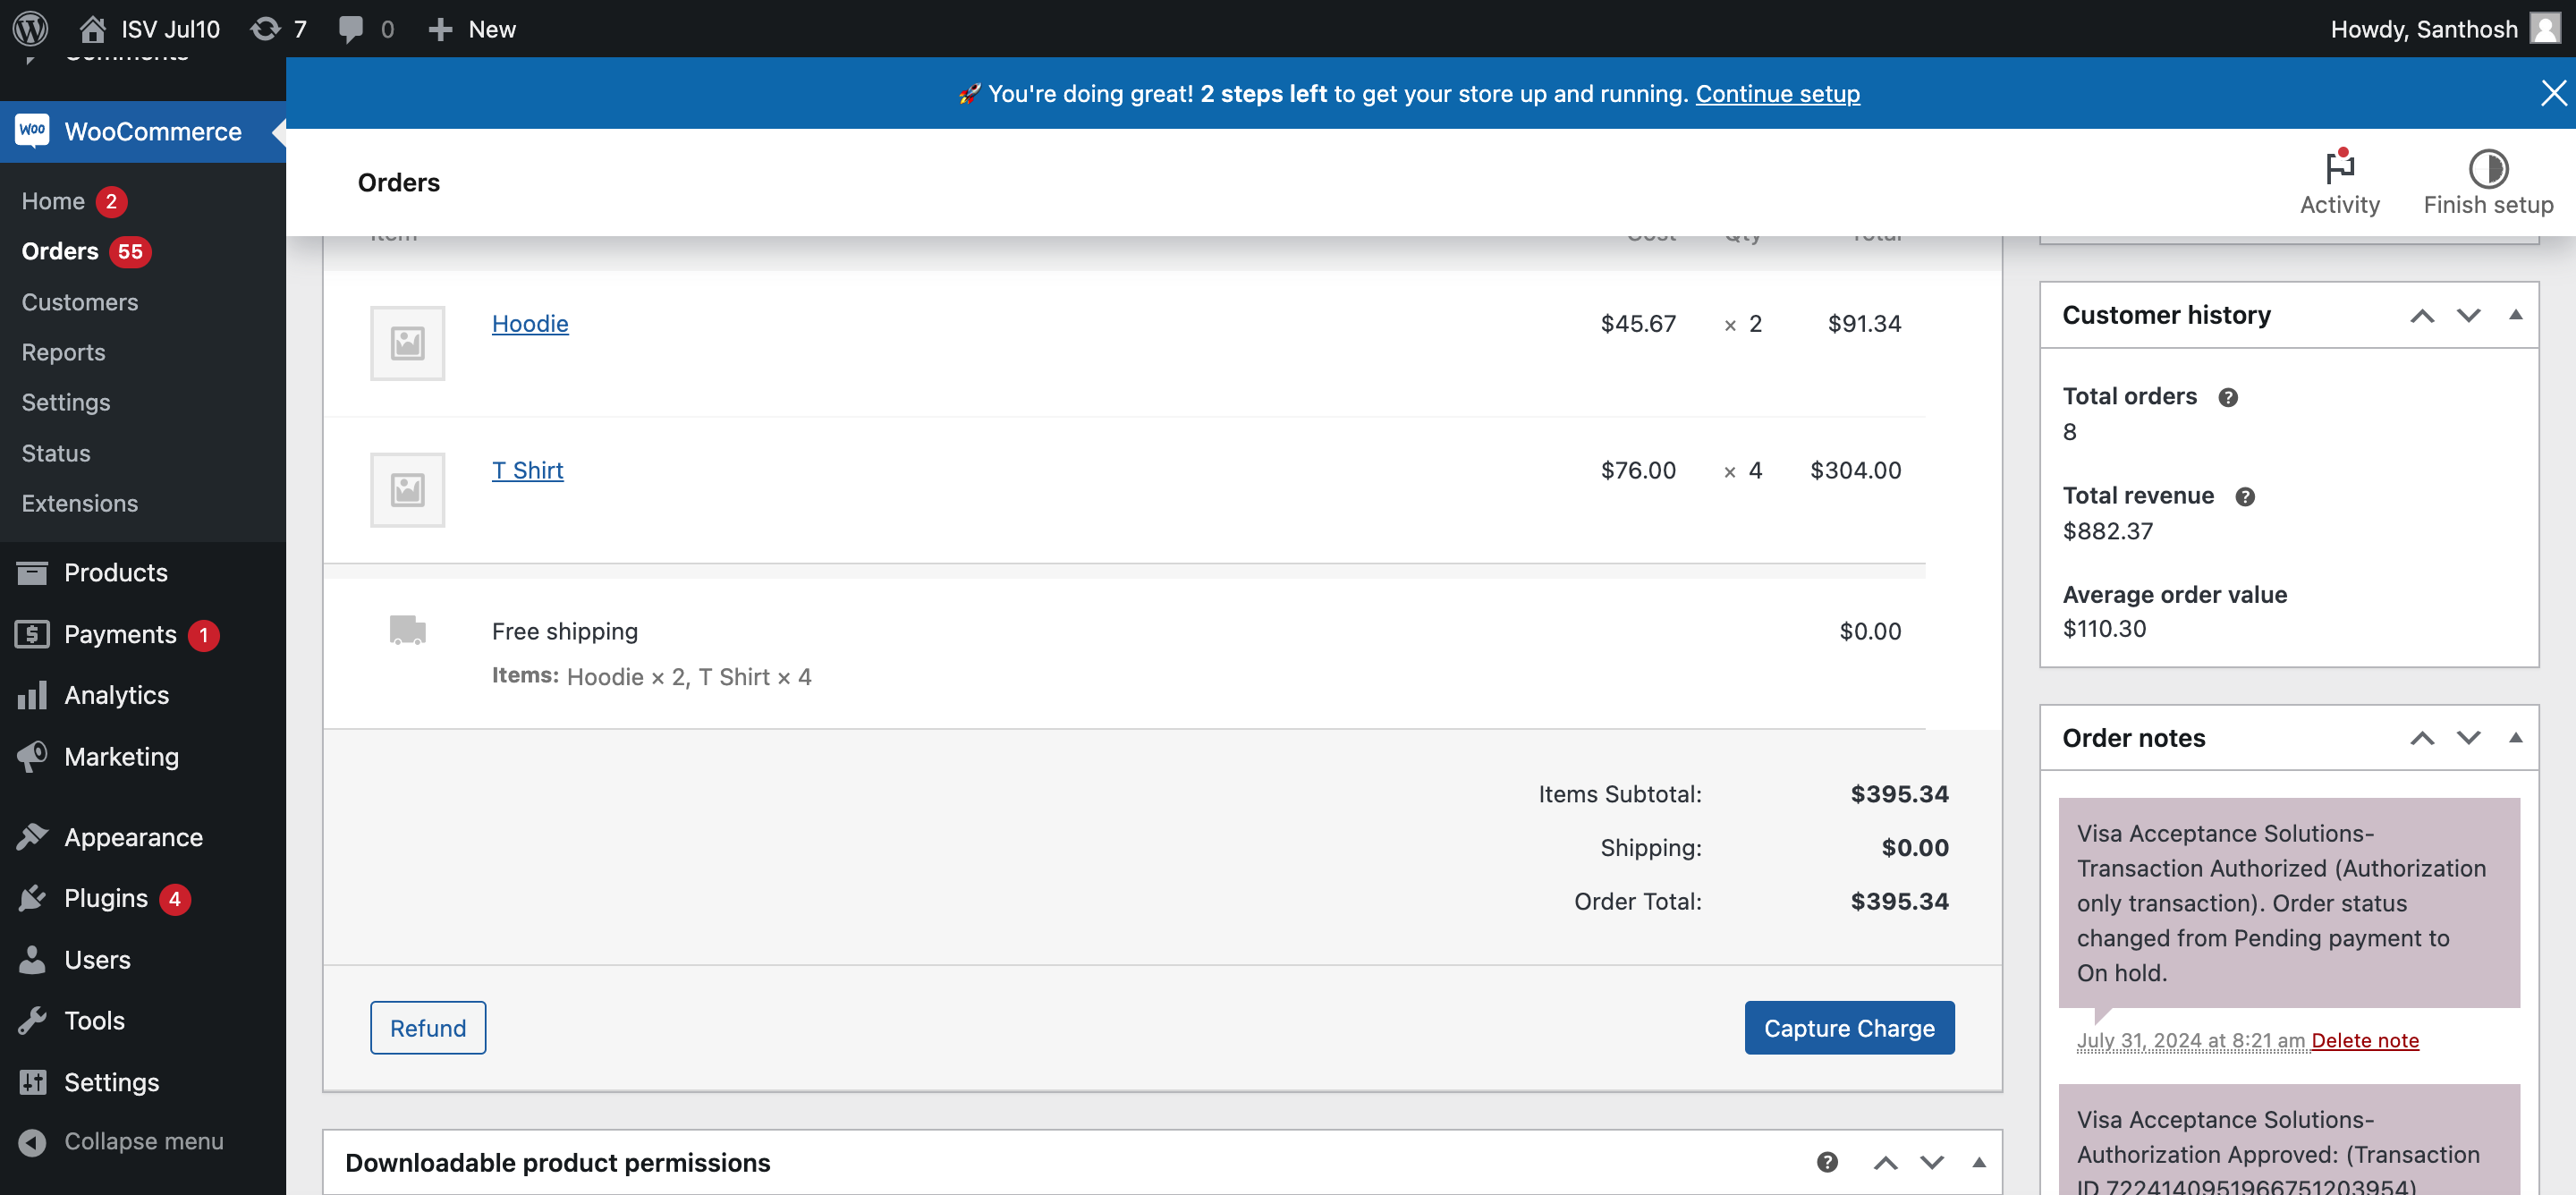 ISV Jul10
7
0
New
Howdy, Santhosh
Comments
🚀 You're doing great! 2 steps left to get your store up and running. Continue setup
Woo
WooCommerce
Home 2
Orders 55
Customers
Reports
Settings
Status
Extensions
Products
Payments 1
Analytics
Marketing
Appearance
Plugins 4
Users
Tools
Settings
Collapse menu
Orders
Activity
Finish setup
Item Cost Qty Total
Hoodie $45.67 × 2 $91.34
T Shirt $76.00 × 4 $304.00
Free shipping $0.00
Items: Hoodie × 2, T Shirt × 4
Items Subtotal: $395.34
Shipping: $0.00
Order Total: $395.34
Refund
Capture Charge
Downloadable product permissions
Customer history
Total orders
8
Total revenue
$882.37
Average order value
$110.30
Order notes
Visa Acceptance Solutions-
Transaction Authorized (Authorization
only transaction). Order status
changed from Pending payment to
On hold.
July 31, 2024 at 8:21 am Delete note
Visa Acceptance Solutions-
Authorization Approved: (Transaction
ID 7224140951966751203954)